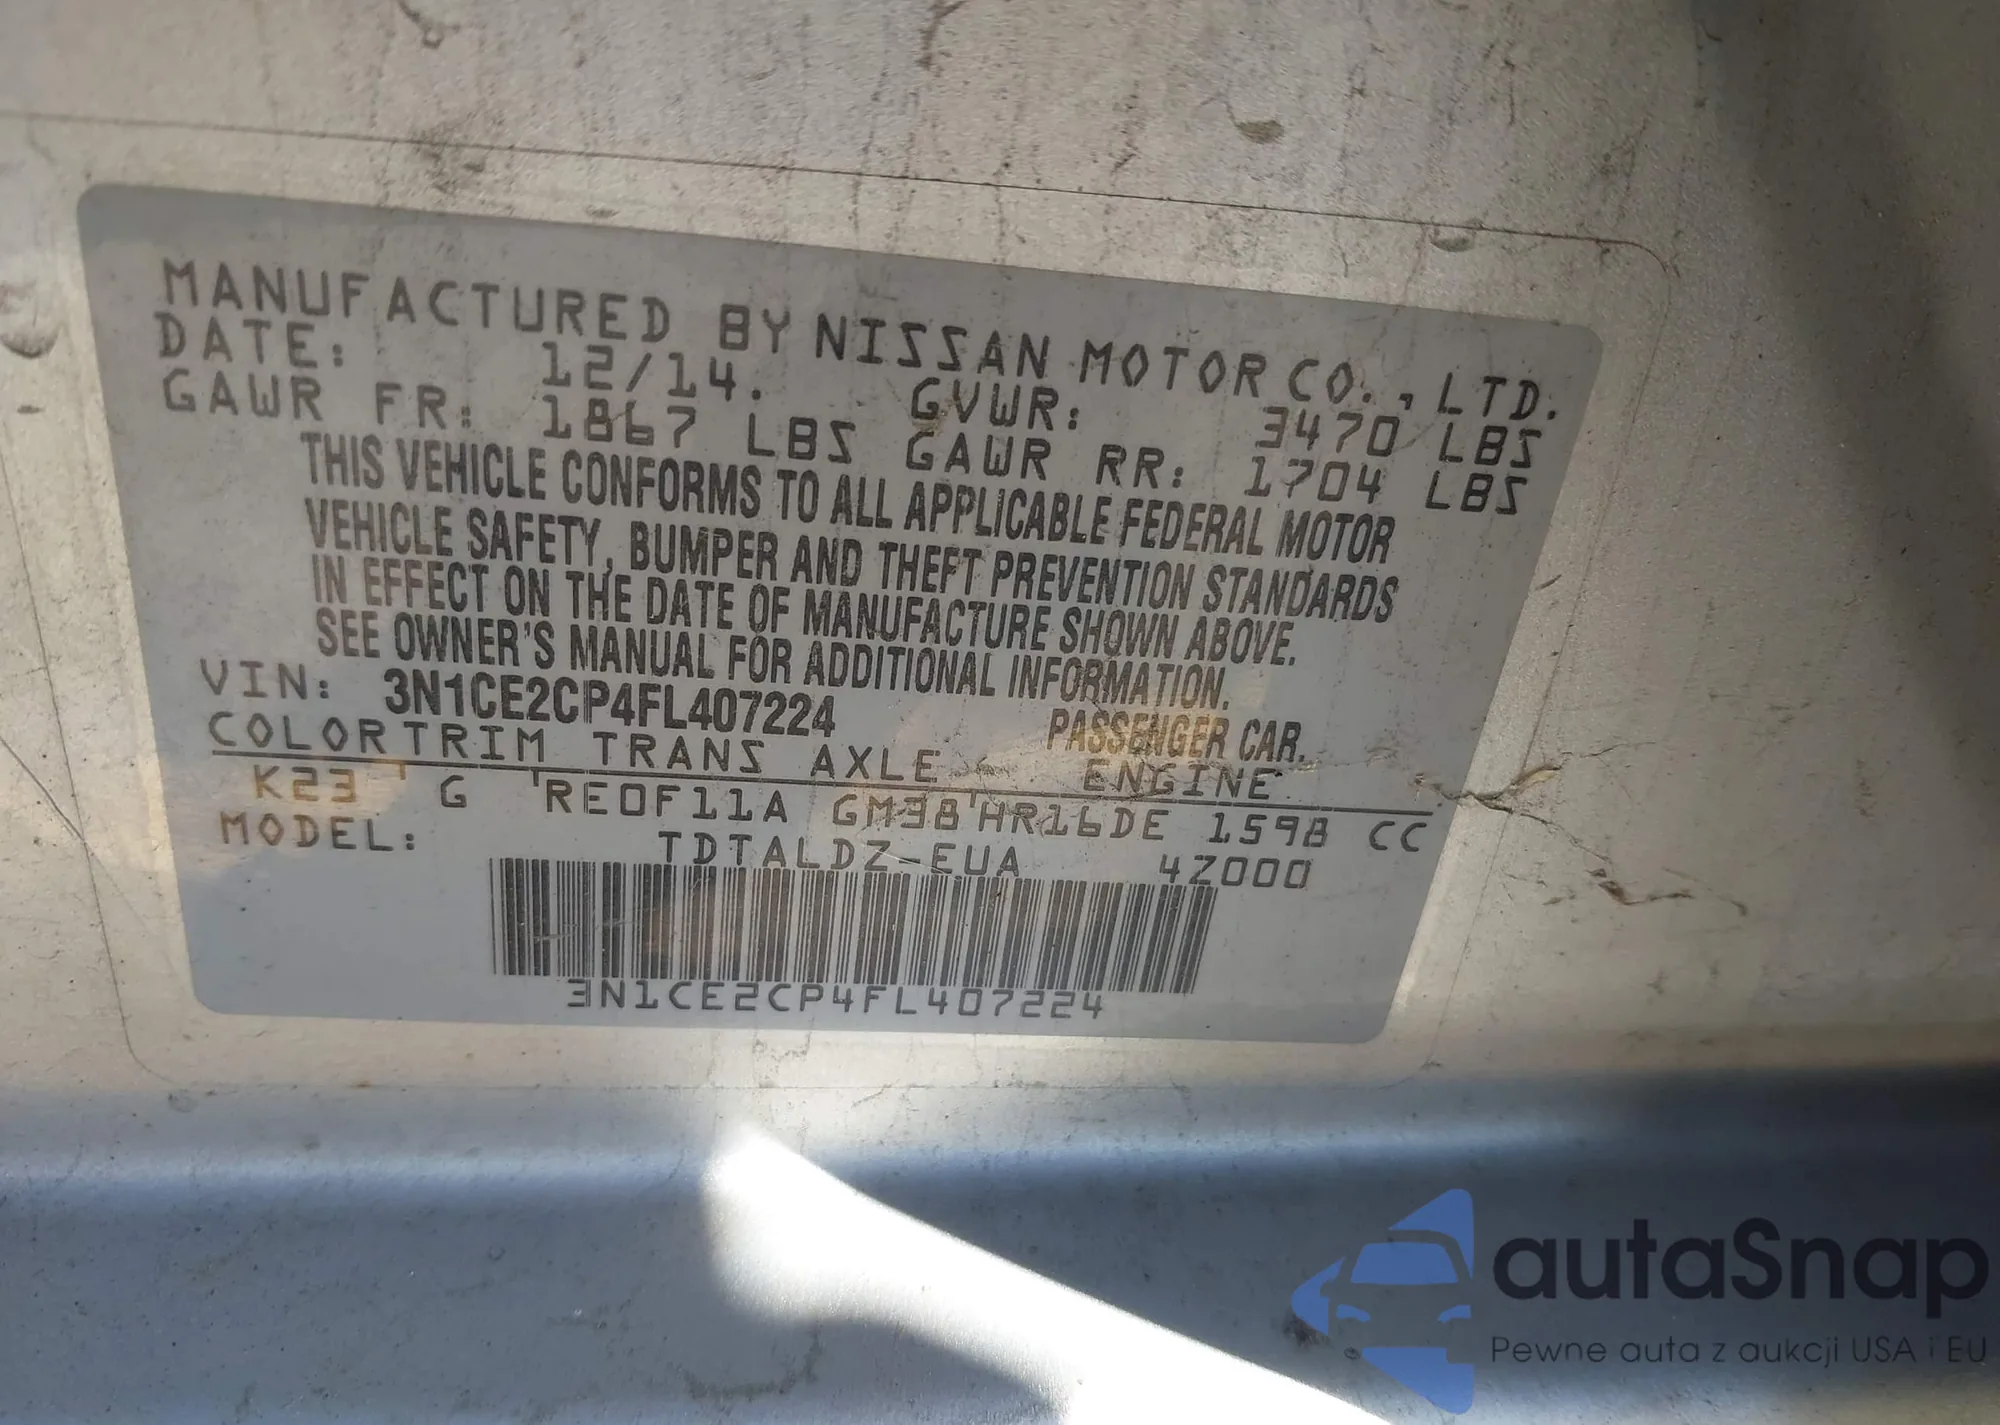 MANUFACTURED BY NISSAN MOTOR CO., LTD.
DATE: 12/14. GVWR: 3470 LBS
GAWR FR: 1867 LBS GAWR RR: 1704 LBS
THIS VEHICLE CONFORMS TO ALL APPLICABLE FEDERAL MOTOR
VEHICLE SAFETY, BUMPER AND THEFT PREVENTION STANDARDS
IN EFFECT ON THE DATE OF MANUFACTURE SHOWN ABOVE.
SEE OWNER'S MANUAL FOR ADDITIONAL INFORMATION.
VIN: 3N1CE2CP4FL407224 PASSENGER CAR.
COLOR TRIM TRANS AXLE ENGINE
K23 G RE0F11A GM38 HR16DE 1598 CC
MODEL: TDTALDZ-EUA 4Z000
3N1CE2CP4FL407224
autaSnap
Pewne auta z aukcji USA i EU